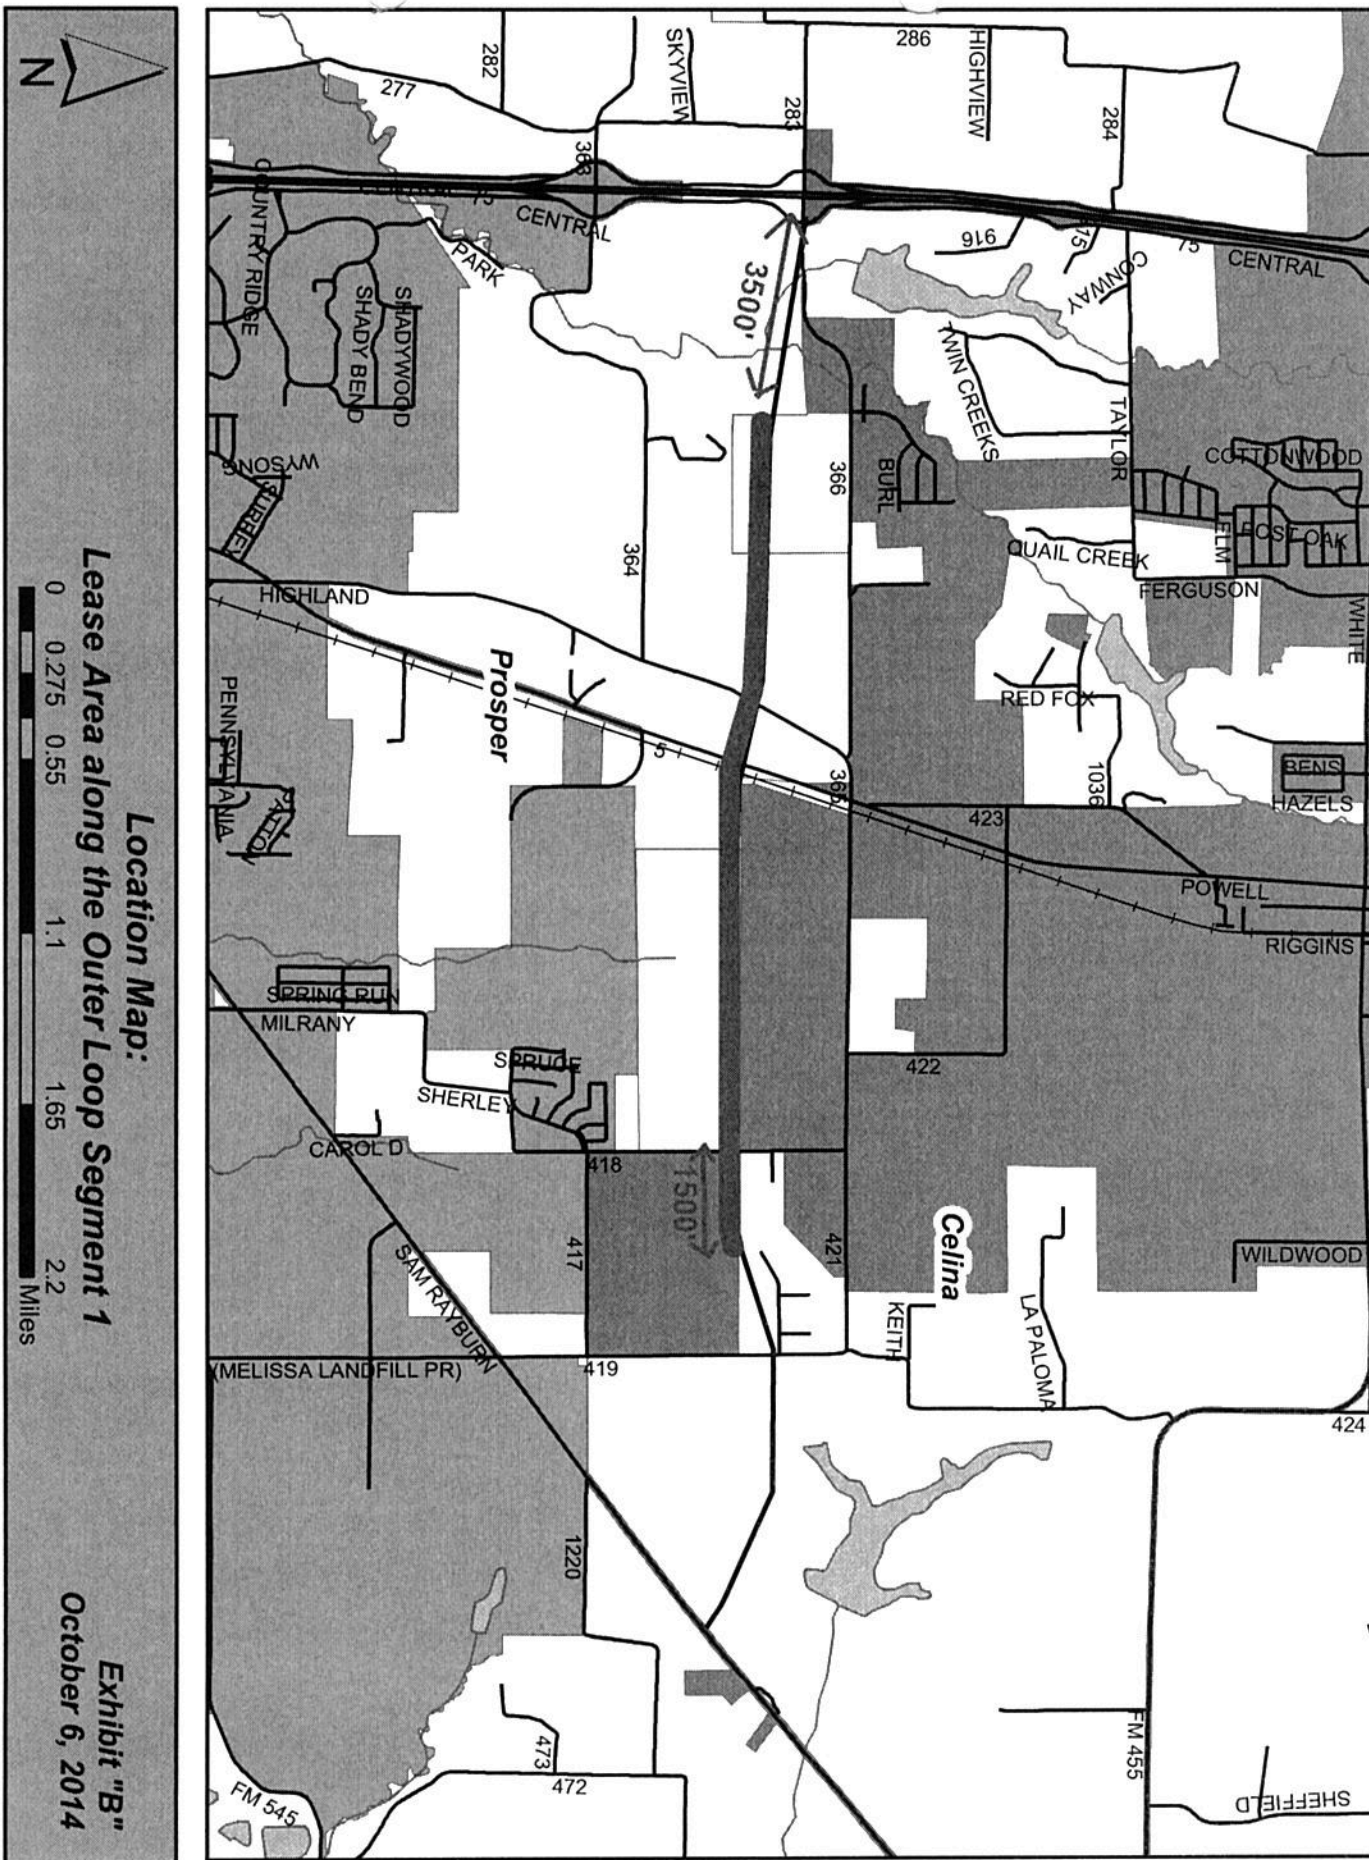 Location Map:
Lease Area along the Outer Loop Segment 1
Exhibit "B"
October 6, 2014
N
0 0.275 0.55 1.1 1.65 2.2
Miles
282
277
SKYVIEW
283
286
HIGHVIEW
284
363
CENTRAL
75
CENTRAL
916
975
CONWAY
PARK
COUNTRY RIDGE
SHADY BEND
SHADYWOOD
3500'
TWIN CREEKS
TAYLOR
COTTONWOOD
WYSONG
SURREY
366
BURL
ELM
POST OAK
QUAIL CREEK
FERGUSON
WHITE
364
HIGHLAND
Prosper
RED FOX
PENNSYLVANIA
PATTON
5
365
1036
BENS
HAZELS
423
POWELL
RIGGINS
SPRING RUN
MILRANY
SPRUCE
SHERLEY
422
CAROL D
418
1500'
417
421
Celina
WILDWOOD
SAM RAYBURN
KEITH
LA PALOMA
(MELISSA LANDFILL PR)
419
424
1220
473
472
FM 455
SHEFFIELD
FM 545